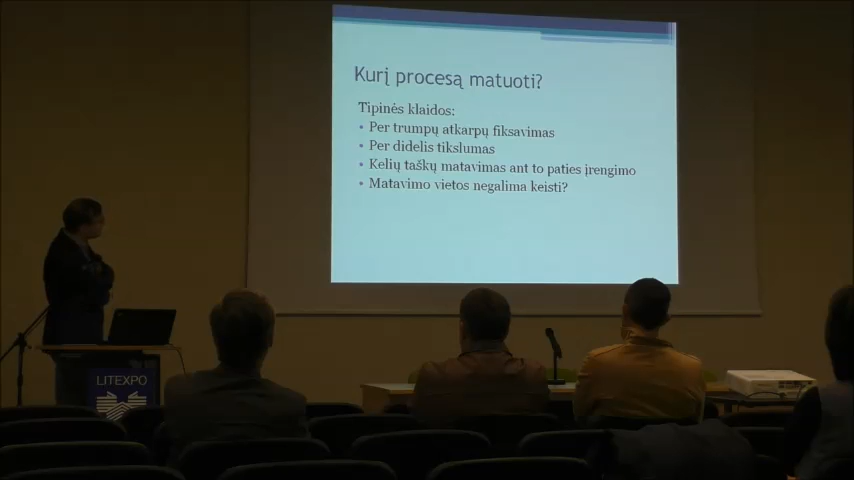 Kurį procesą matuoti?
Tipinės klaidos:
• Per trumpų atkarpų fiksavimas
• Per didelis tikslumas
• Kelių taškų matavimas ant to paties įrengimo
• Matavimo vietos negalima keisti?
LITEXPO